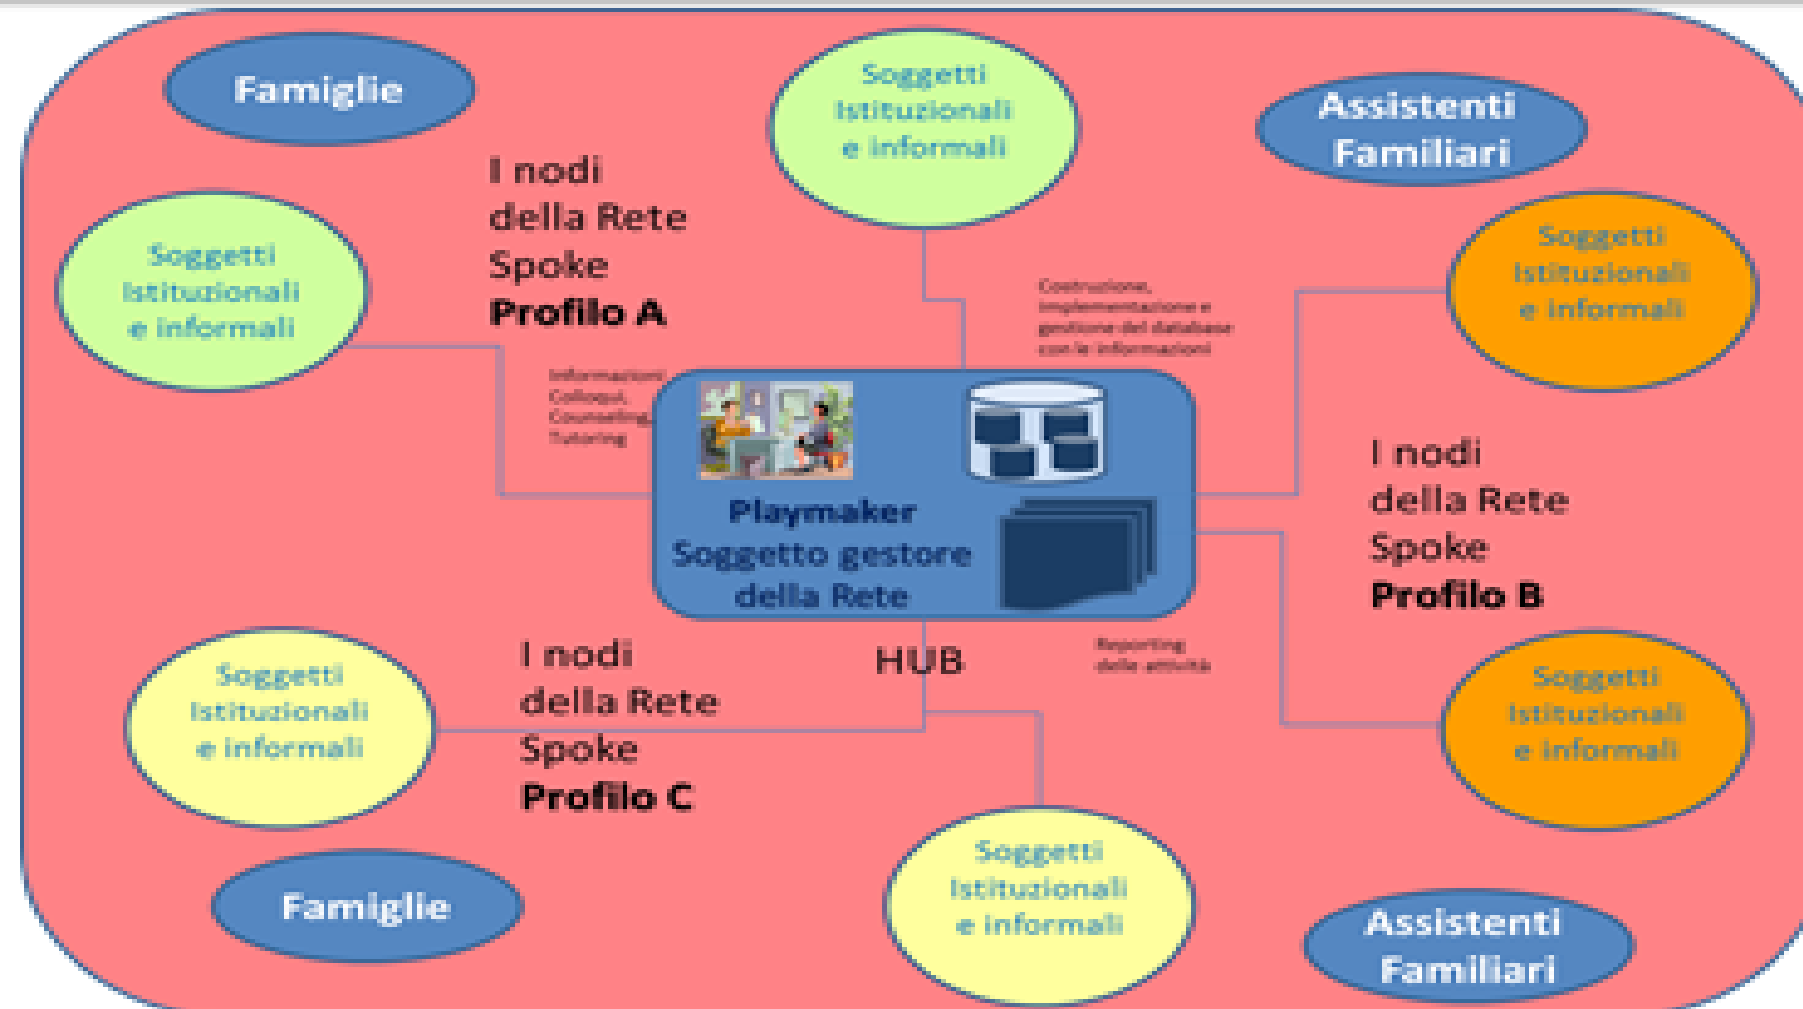 Famiglie
Soggetti
Istituzionali
e informali
Assistenti
Familiari
I nodi
della Rete
Spoke
Profilo A
Soggetti
Istituzionali
e informali
Soggetti
Istituzionali
e informali
Costruzione,
implementazione e
gestione del database
con le informazioni
Informazioni,
Colloqui,
Counseling,
Tutoring
Playmaker
Soggetto gestore
della Rete
I nodi
della Rete
Spoke
Profilo B
HUB
Reporting
delle attività
I nodi
della Rete
Spoke
Profilo C
Soggetti
Istituzionali
e informali
Soggetti
Istituzionali
e informali
Soggetti
Istituzionali
e informali
Famiglie
Assistenti
Familiari